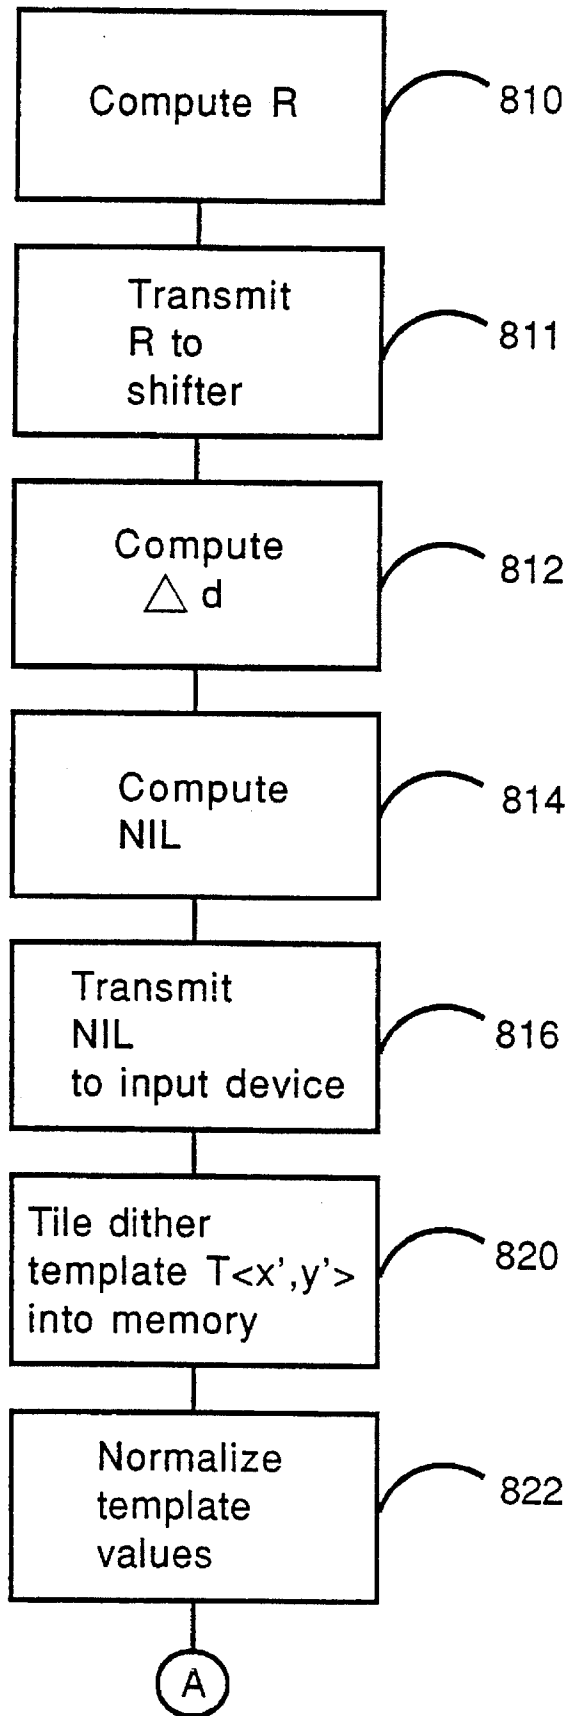 Compute R
810
Transmit
R to
shifter
811
Compute
△ d
812
Compute
NIL
814
Transmit
NIL
to input device
816
Tile dither
template T<x',y'>
into memory
820
Normalize
template
values
822
A